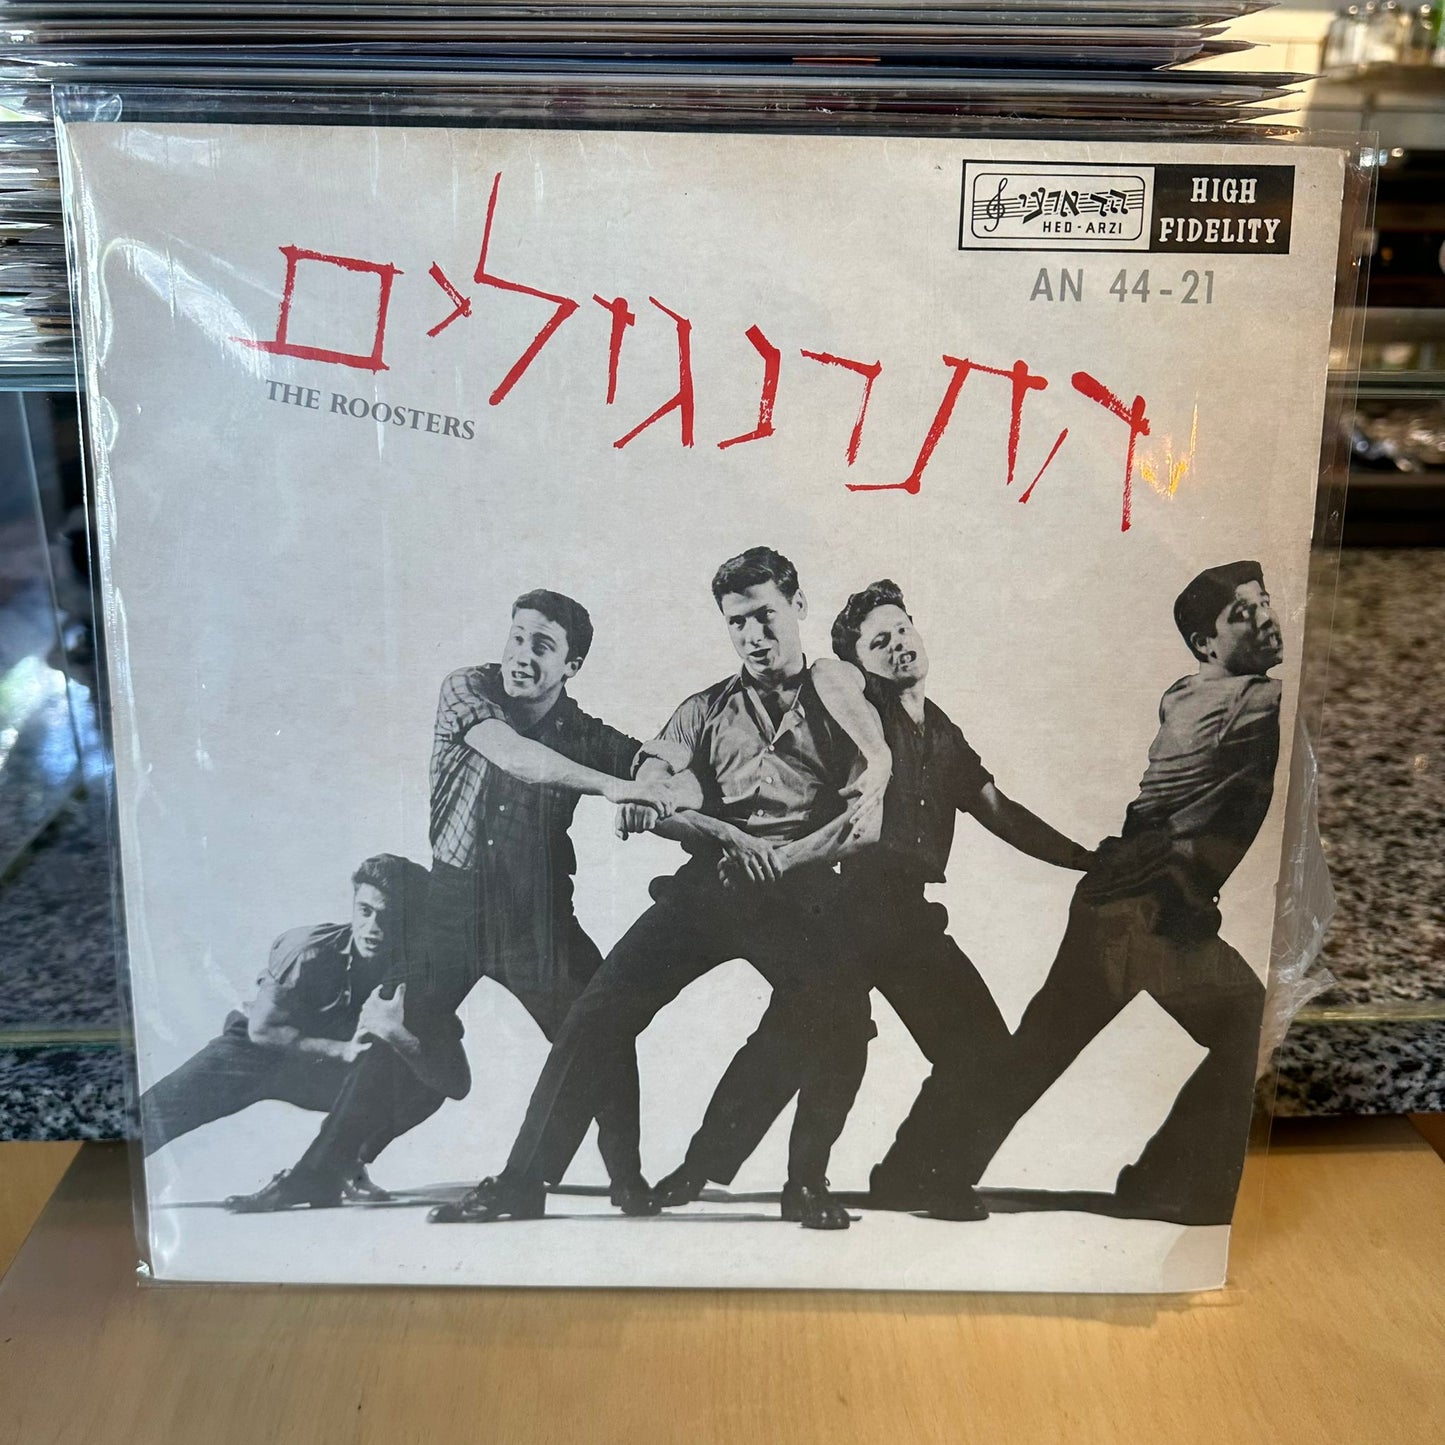 הד ארצי
HED-ARZI
HIGH
FIDELITY
AN 44-21
התרנגולים
THE ROOSTERS